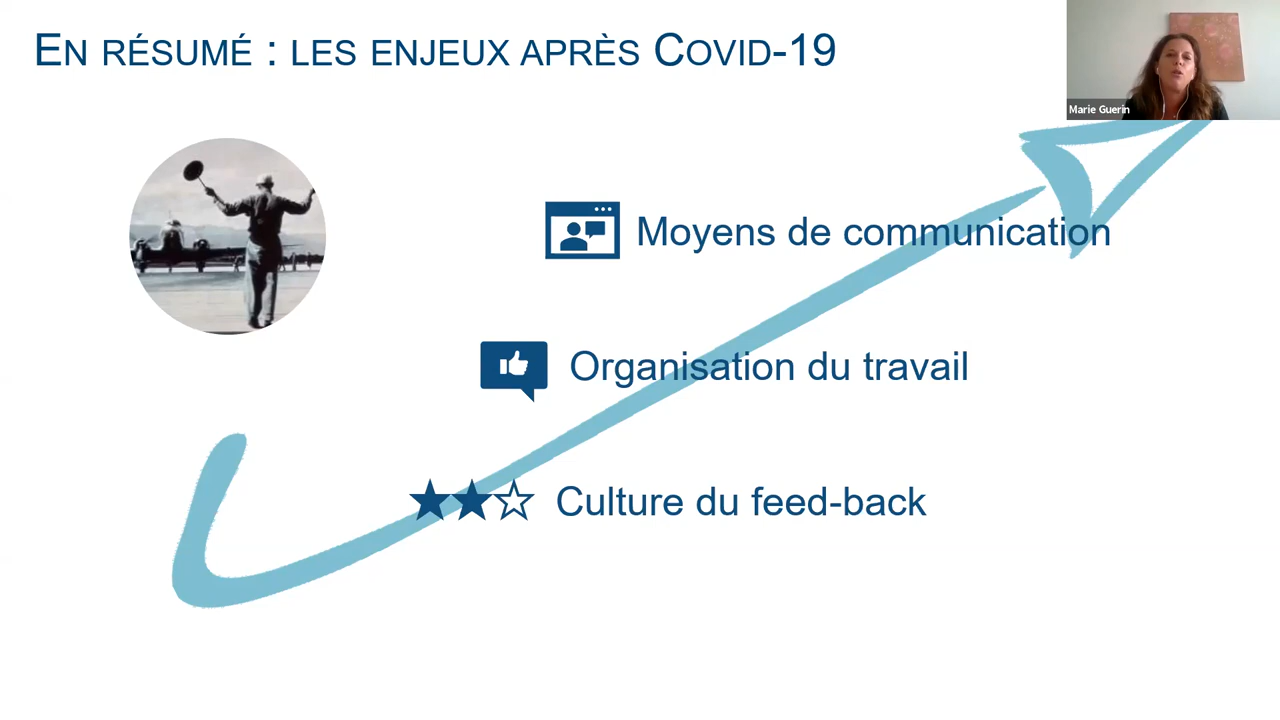 En résumé : les enjeux après Covid-19
Marie Guerin
Moyens de communication
Organisation du travail
Culture du feed-back